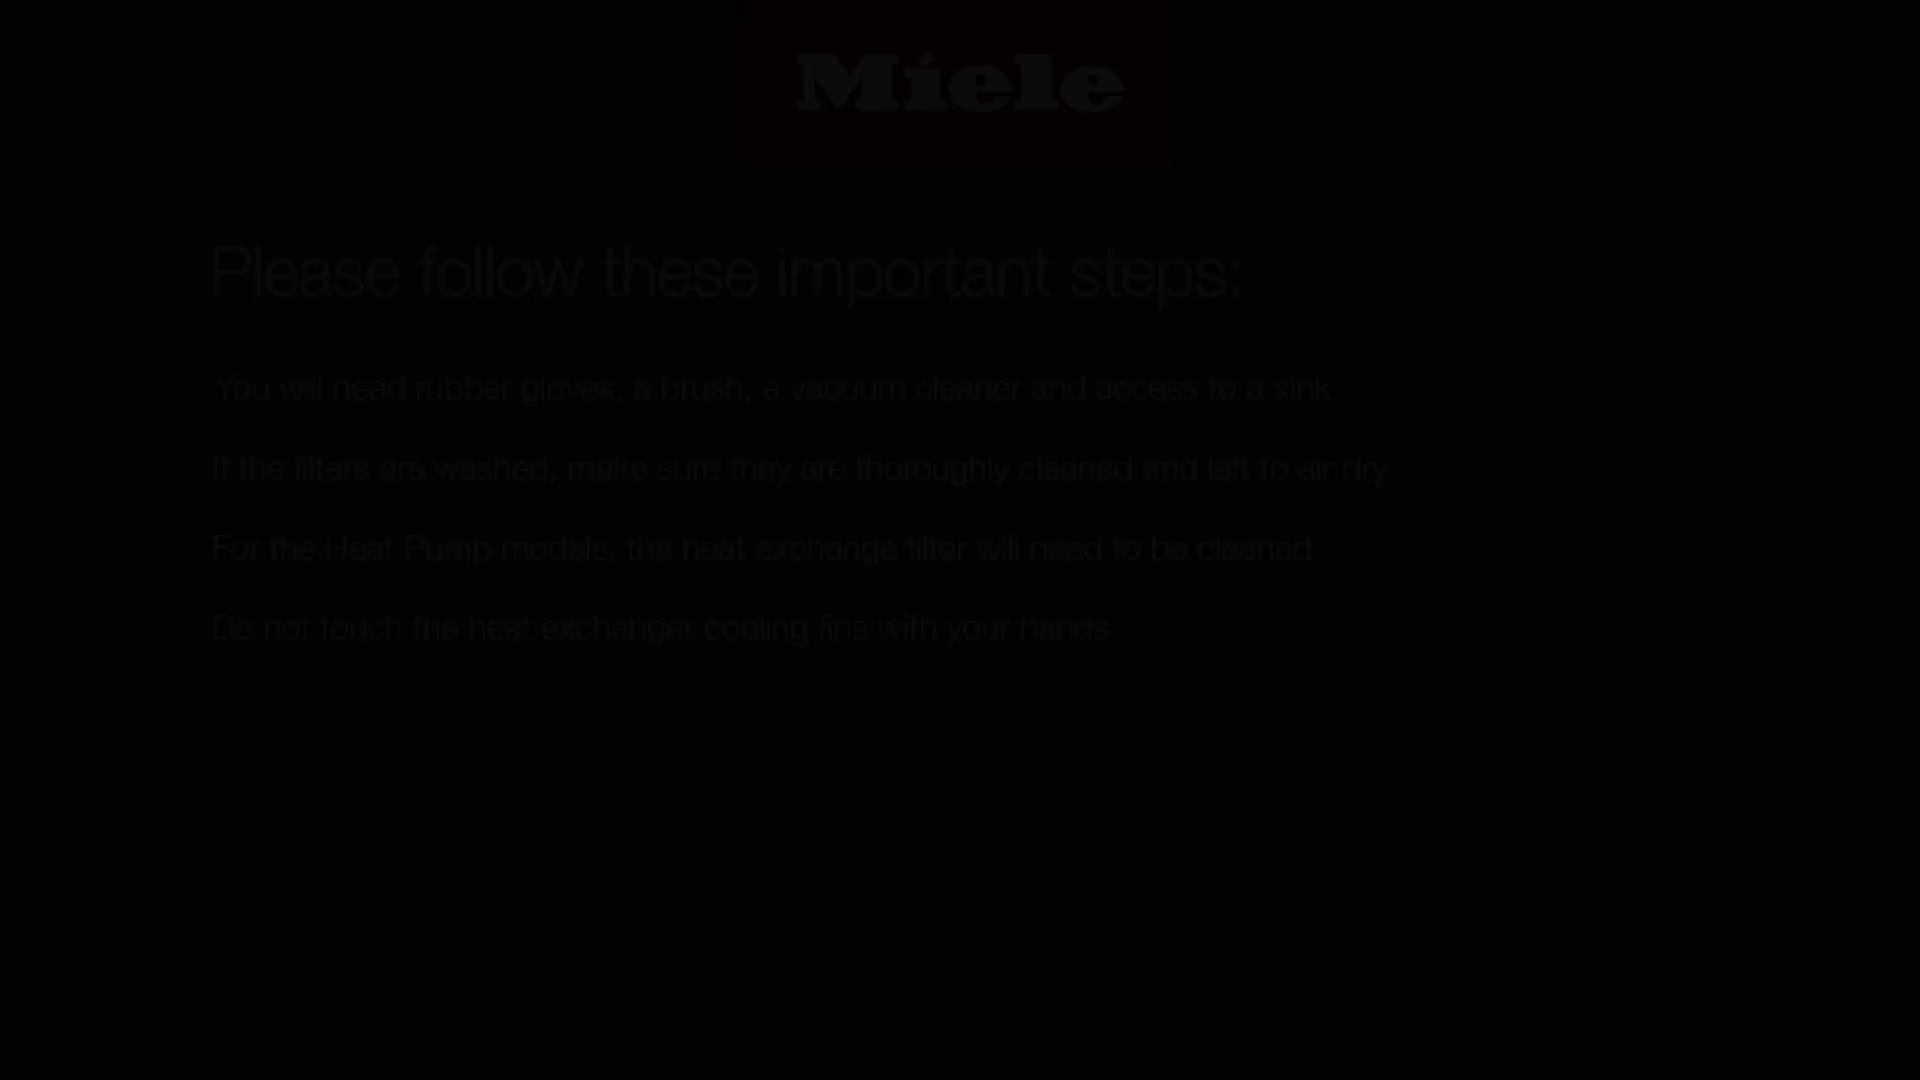 Miele
Please follow these important steps:
You will need rubber gloves, a brush, a vacuum cleaner and access to a sink
If the filters are washed, make sure they are thoroughly cleaned and left to air dry
For the Heat Pump models, the heat exchange filter will need to be cleaned
Do not touch the heat exchanger cooling fins with your hands